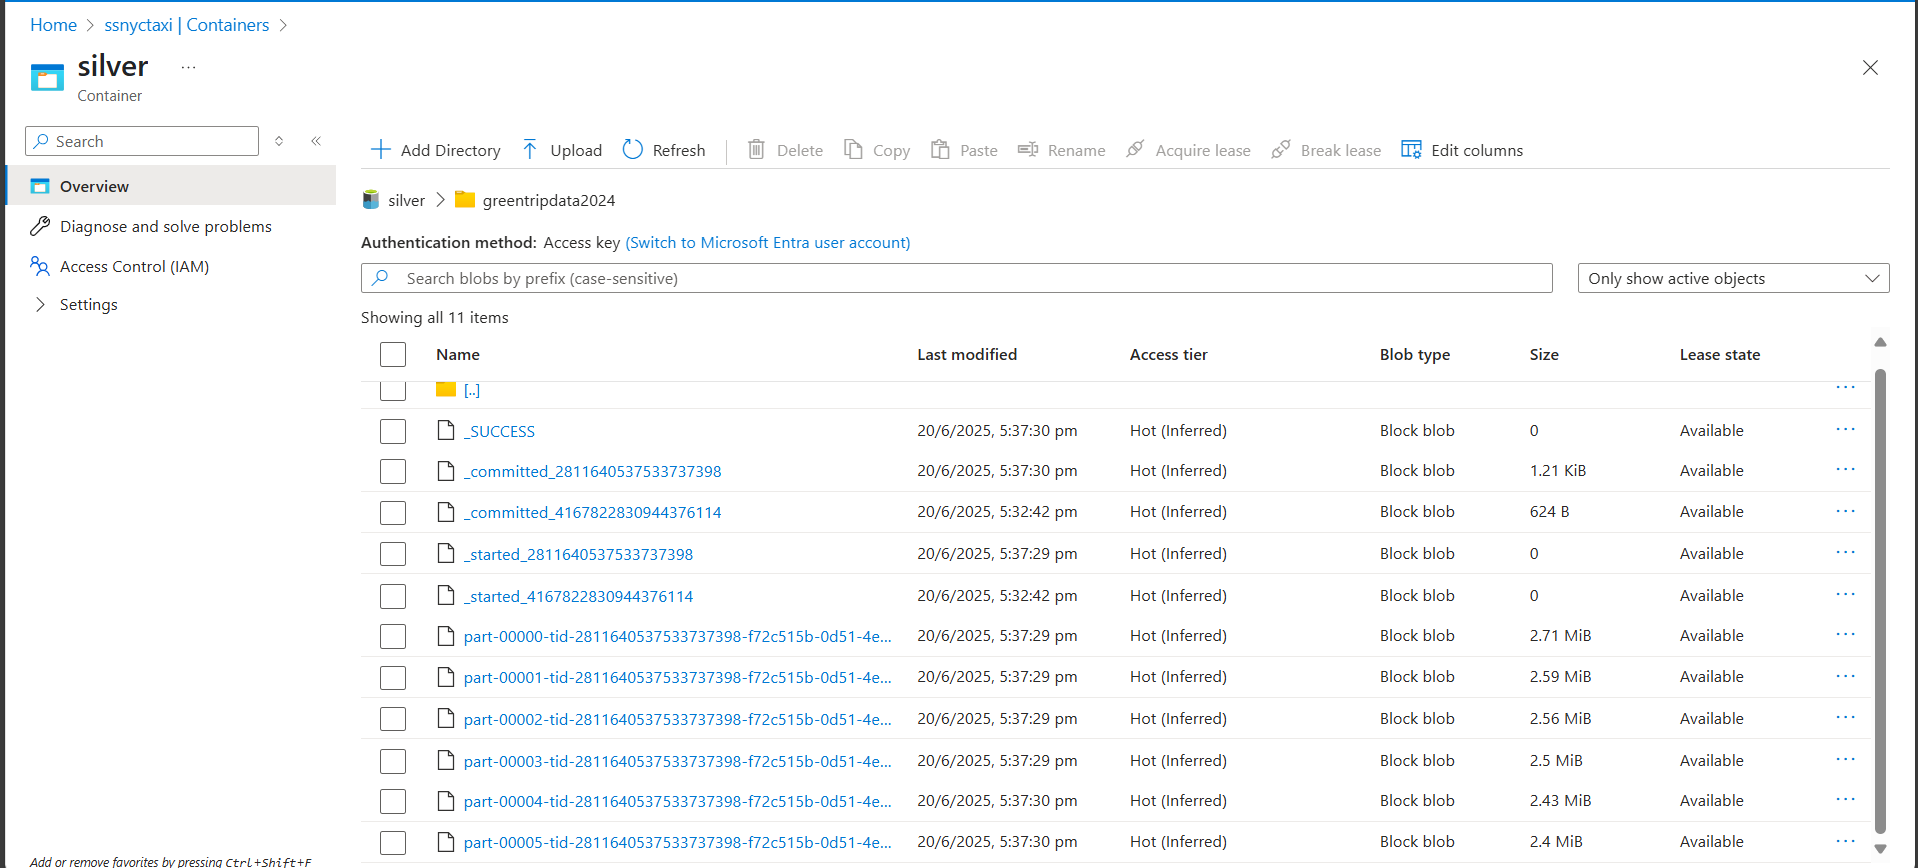 Home > ssnyctaxi | Containers >
silver ...
Container
Search
Add Directory Upload Refresh Delete Copy Paste Rename Acquire lease Break lease Edit columns
Overview
Diagnose and solve problems
Access Control (IAM)
Settings
silver > greentripdata2024
Authentication method: Access key (Switch to Microsoft Entra user account)
Search blobs by prefix (case-sensitive)
Only show active objects
Showing all 11 items
Name Last modified Access tier Blob type Size Lease state
[..]
_SUCCESS 20/6/2025, 5:37:30 pm Hot (Inferred) Block blob 0 Available
_committed_2811640537533737398 20/6/2025, 5:37:30 pm Hot (Inferred) Block blob 1.21 KiB Available
_committed_4167822830944376114 20/6/2025, 5:32:42 pm Hot (Inferred) Block blob 624 B Available
_started_2811640537533737398 20/6/2025, 5:37:29 pm Hot (Inferred) Block blob 0 Available
_started_4167822830944376114 20/6/2025, 5:32:42 pm Hot (Inferred) Block blob 0 Available
part-00000-tid-2811640537533737398-f72c515b-0d51-4e... 20/6/2025, 5:37:29 pm Hot (Inferred) Block blob 2.71 MiB Available
part-00001-tid-2811640537533737398-f72c515b-0d51-4e... 20/6/2025, 5:37:29 pm Hot (Inferred) Block blob 2.59 MiB Available
part-00002-tid-2811640537533737398-f72c515b-0d51-4e... 20/6/2025, 5:37:29 pm Hot (Inferred) Block blob 2.56 MiB Available
part-00003-tid-2811640537533737398-f72c515b-0d51-4e... 20/6/2025, 5:37:29 pm Hot (Inferred) Block blob 2.5 MiB Available
part-00004-tid-2811640537533737398-f72c515b-0d51-4e... 20/6/2025, 5:37:30 pm Hot (Inferred) Block blob 2.43 MiB Available
part-00005-tid-2811640537533737398-f72c515b-0d51-4e... 20/6/2025, 5:37:30 pm Hot (Inferred) Block blob 2.4 MiB Available
Add or remove favorites by pressing Ctrl+Shift+F